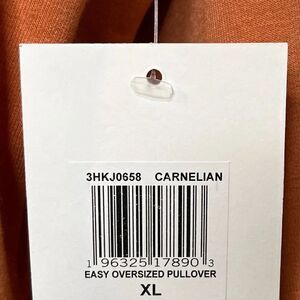 3HKJ0658 CARNELIAN
1 96325 17890 3
EASY OVERSIZED PULLOVER
XL